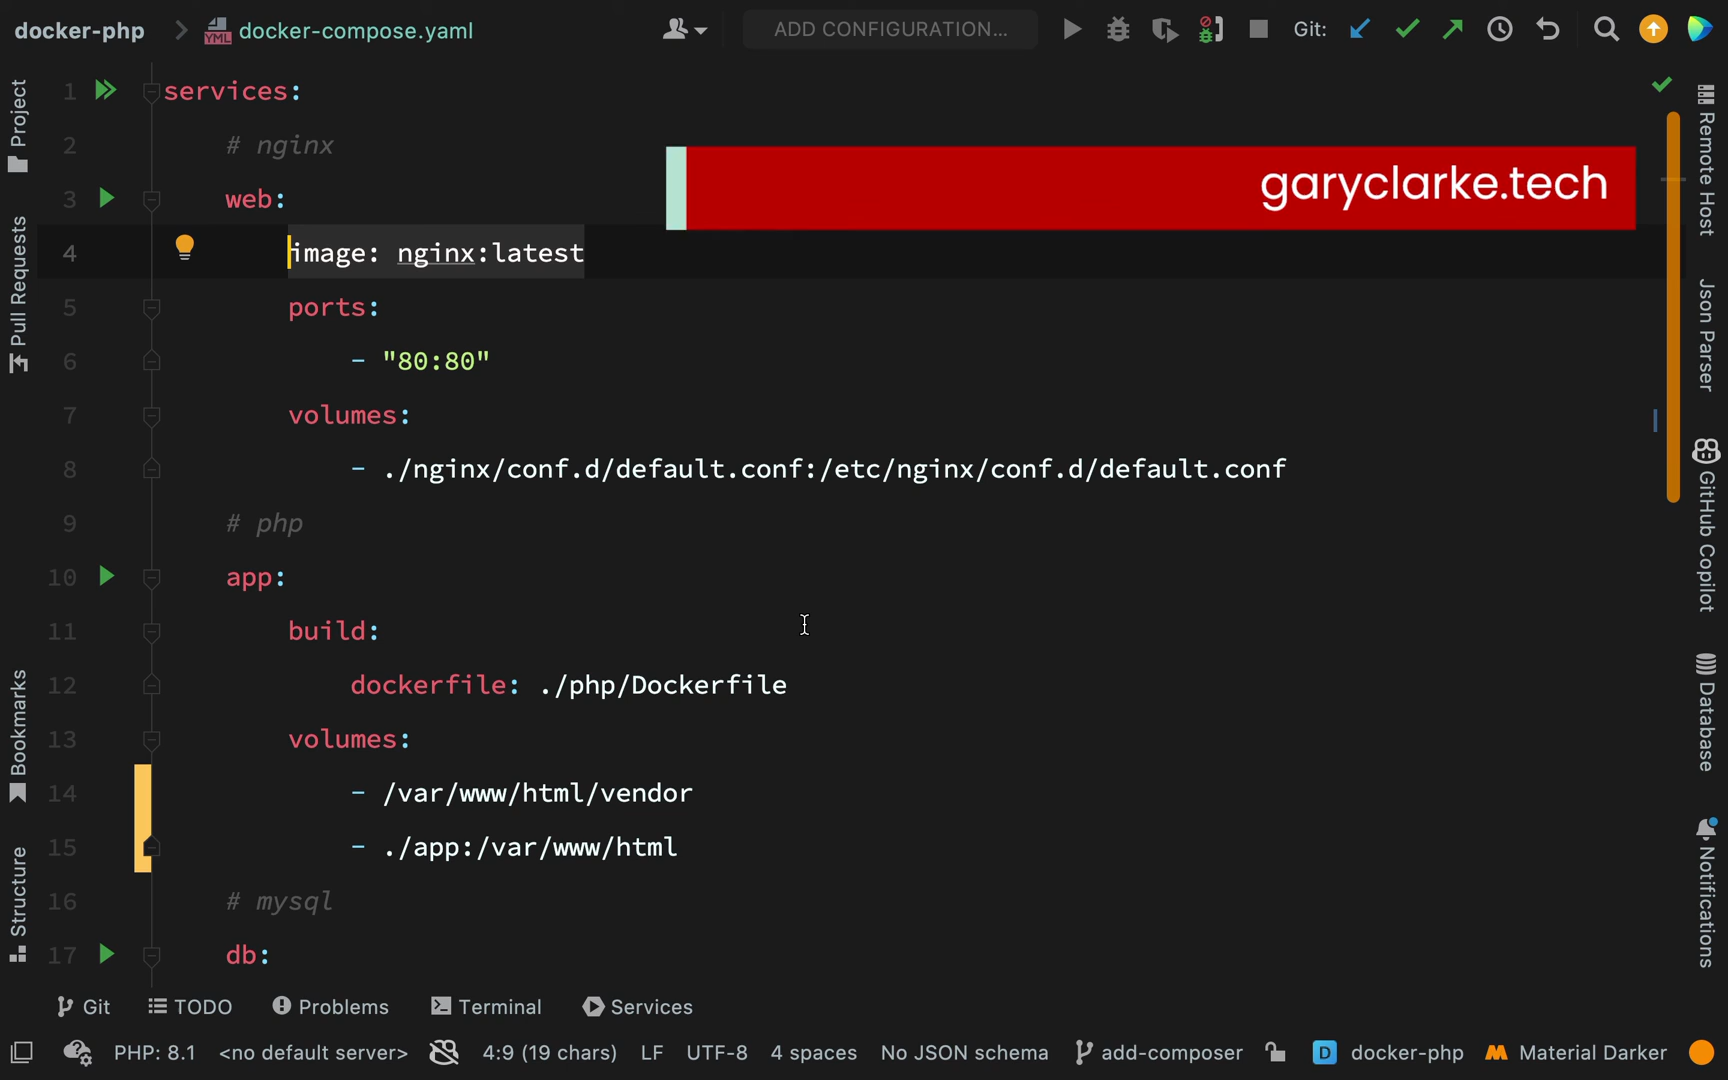 docker-php docker-compose.yaml ADD CONFIGURATION... Git:
1 services:
2 # nginx
garyclarke.tech
3 web:
4 image: nginx:latest
5 ports:
6 - "80:80"
7 volumes:
8 - ./nginx/conf.d/default.conf:/etc/nginx/conf.d/default.conf
9 # php
10 app:
11 build:
12 dockerfile: ./php/Dockerfile
13 volumes:
14 - /var/www/html/vendor
15 - ./app:/var/www/html
16 # mysql
17 db:
Project
Pull Requests
Bookmarks
Structure
Remote Host
Json Parser
GitHub Copilot
Database
Notifications
Git TODO Problems Terminal Services
PHP: 8.1 <no default server> 4:9 (19 chars) LF UTF-8 4 spaces No JSON schema add-composer D docker-php Material Darker